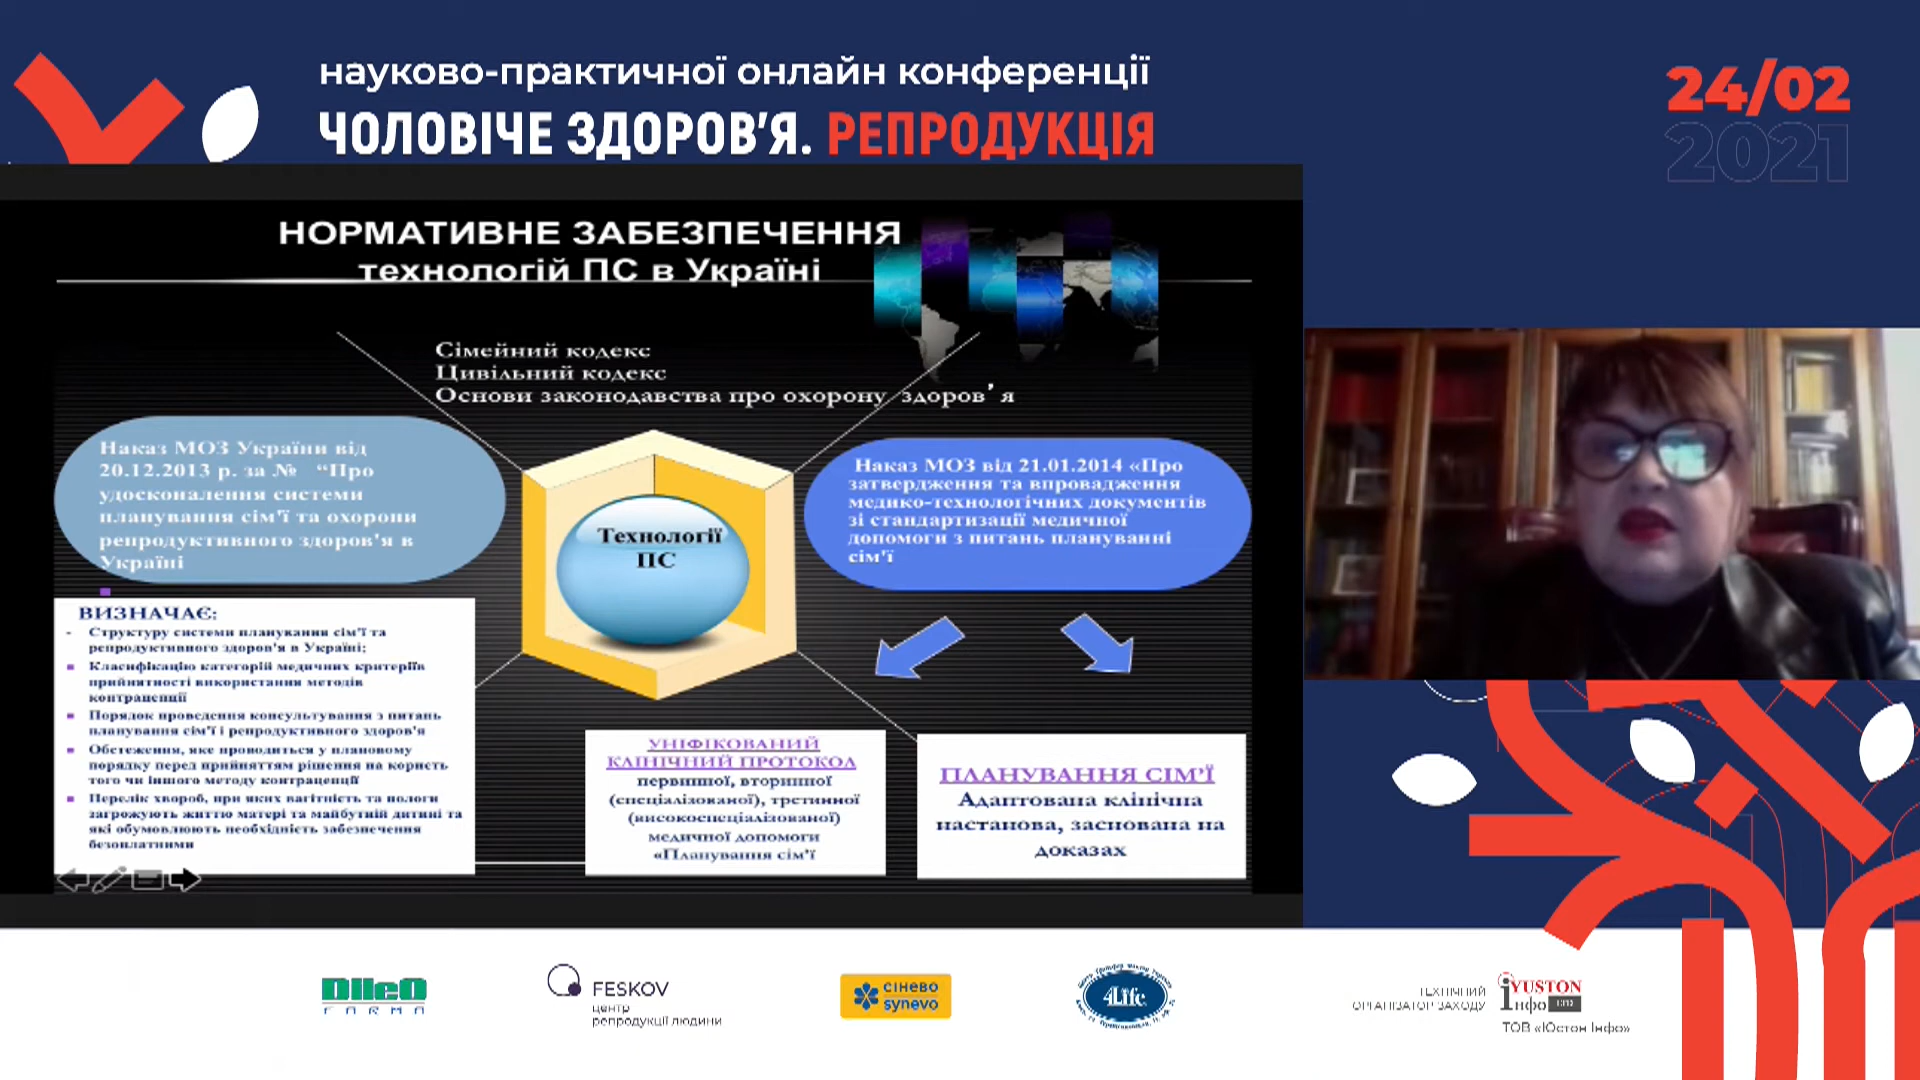 науково-практичної онлайн конференції
ЧОЛОВІЧЕ ЗДОРОВ'Я. РЕПРОДУКЦІЯ
24/02
2021
НОРМАТИВНЕ ЗАБЕЗПЕЧЕННЯ
технологій ПС в Україні
Сімейний кодекс
Цивільний кодекс
Основи законодавства про охорону здоров'я
Наказ МОЗ України від
20.12.2013 р. за № “Про
удосконалення системи
планування сім'ї та охорони
репродуктивного здоров'я в
Україні
Технології
ПС
Наказ МОЗ від 21.01.2014 «Про
затвердження та впровадження
медико-технологічних документів
зі стандартизації медичної
допомоги з питань плануванні
сім'ї
ВИЗНАЧАЄ:
- Структуру системи планування сім'ї та
репродуктивного здоров'я в Україні;
Класифікацію категорій медичних критеріїв
прийнятності використання методів
контрацепції
Порядок проведення консультування з питань
планування сім'ї і репродуктивного здоров'я
Обстеження, яке проводиться у плановому
порядку перед прийняттям рішення на користь
того чи іншого методу контрацепції
Перелік хвороб, при яких вагітність та пологи
загрожують життю матері та майбутній дитині та
які обумовлюють необхідність забезпечення
безоплатними
УНІФІКОВАНИЙ
КЛІНІЧНИЙ ПРОТОКОЛ
первинної, вторинної
(спеціалізованої), третинної
(високоспеціалізованої)
медичної допомоги
«Планування сім'ї
ПЛАНУВАННЯ СІМ'Ї
Адаптована клінічна
настанова, заснована на
доказах
DIleO
FARMA
FESKOV
центр
репродукції людини
сінево
synevo
4Life
ТЕХНІЧНИЙ
ОРГАНІЗАТОР ЗАХОДУ
YUSTON
Інфо
ТОВ «Юстон Інфо»